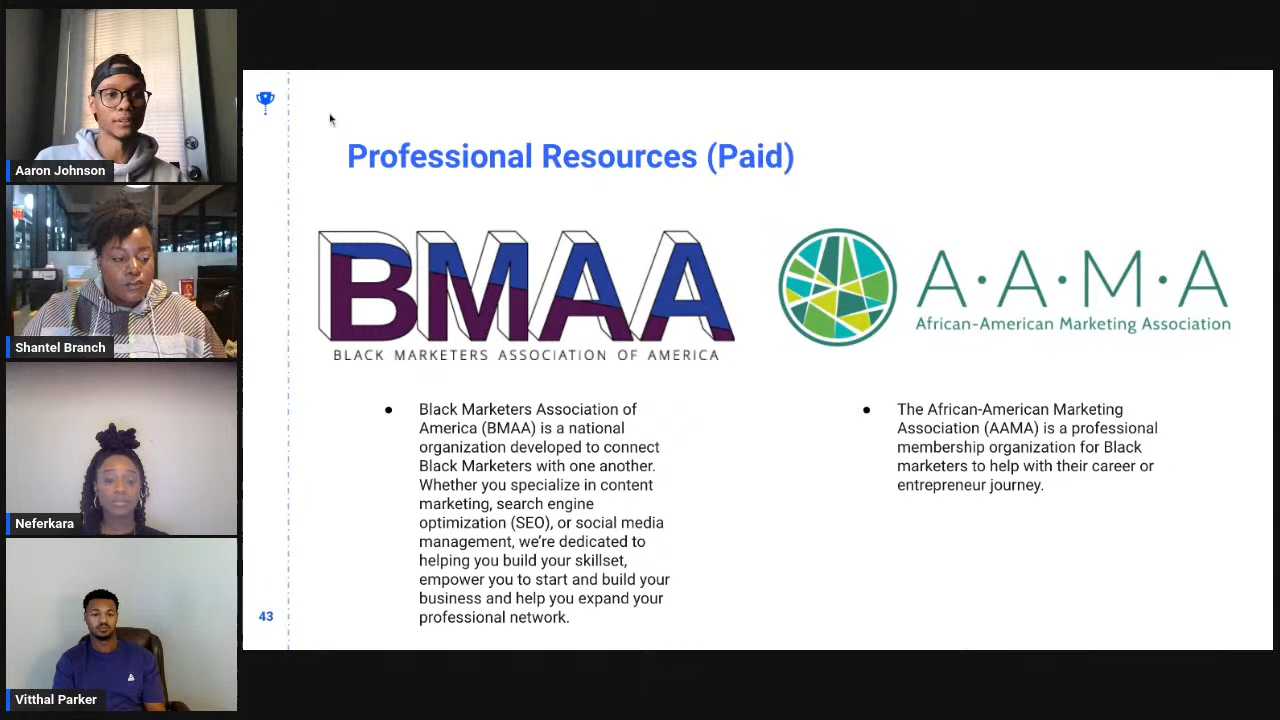 Aaron Johnson
Shantel Branch
Neferkara
Vitthal Parker
Professional Resources (Paid)
BMAA
BLACK MARKETERS ASSOCIATION OF AMERICA
● Black Marketers Association of
America (BMAA) is a national
organization developed to connect
Black Marketers with one another.
Whether you specialize in content
marketing, search engine
optimization (SEO), or social media
management, we’re dedicated to
helping you build your skillset,
empower you to start and build your
business and help you expand your
professional network.
A·A·M·A
African-American Marketing Association
● The African-American Marketing
Association (AAMA) is a professional
membership organization for Black
marketers to help with their career or
entrepreneur journey.
43